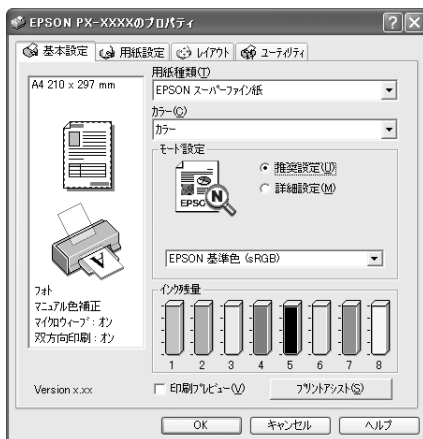 EPSON PX-XXXXのプロパティ
基本設定 用紙設定 レイアウト ユーティリティ
A4 210 x 297 mm
用紙種類(T)
EPSON スーパーファイン紙
カラー(C)
カラー
モード設定
推奨設定(U)
詳細設定(M)
EPSO
N
EPSON 基準色 (sRGB)
A
フォト
マニュアル色補正
マイクロウィーブ : オン
双方向印刷 : オン
インク残量
1 2 3 4 5 6 7 8
Version x.xx
印刷プレビュー(V)
プリントアシスト(S)
OK キャンセル ヘルプ